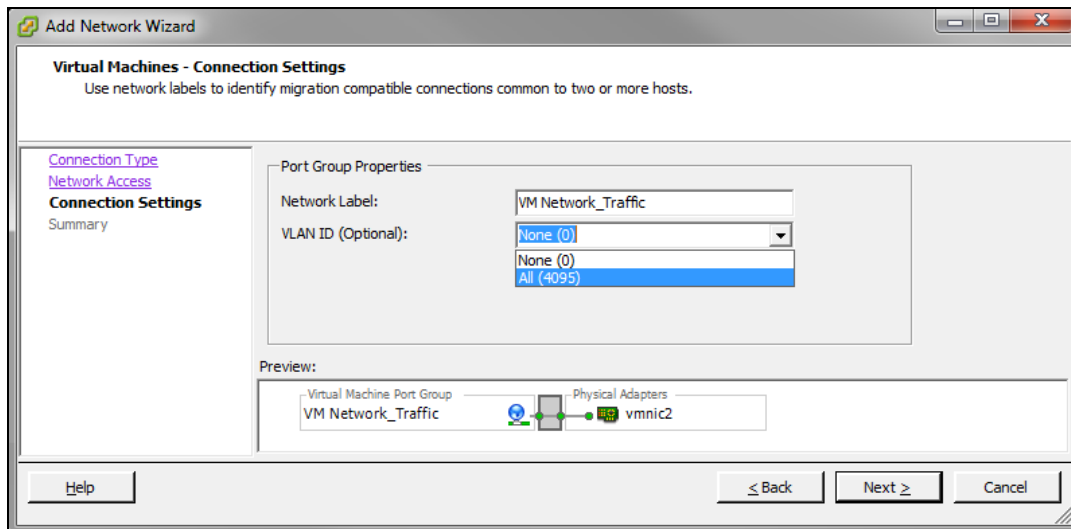 Add Network Wizard
Virtual Machines - Connection Settings
Use network labels to identify migration compatible connections common to two or more hosts.
Connection Type
Network Access
Connection Settings
Summary
Port Group Properties
Network Label:
VM Network_Traffic
VLAN ID (Optional):
None (0)
None (0)
All (4095)
Preview:
Virtual Machine Port Group
Physical Adapters
VM Network_Traffic
vmnic2
Help
< Back
Next >
Cancel